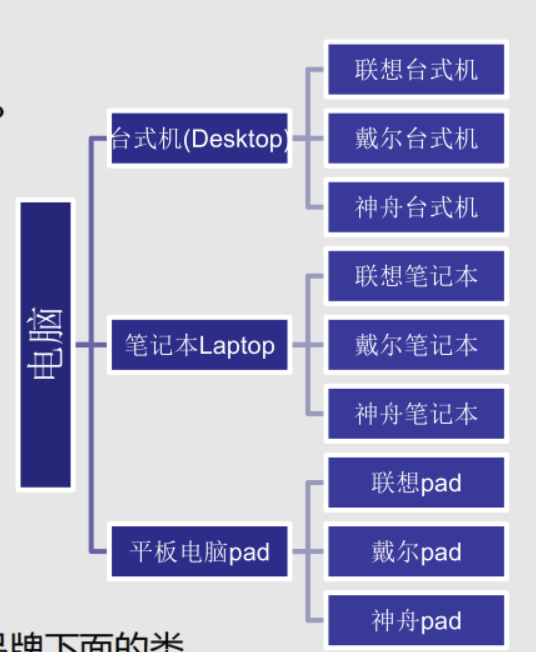 电脑
台式机(Desktop)
联想台式机
戴尔台式机
神舟台式机
笔记本Laptop
联想笔记本
戴尔笔记本
神舟笔记本
平板电脑pad
联想pad
戴尔pad
神舟pad
牌下面的类